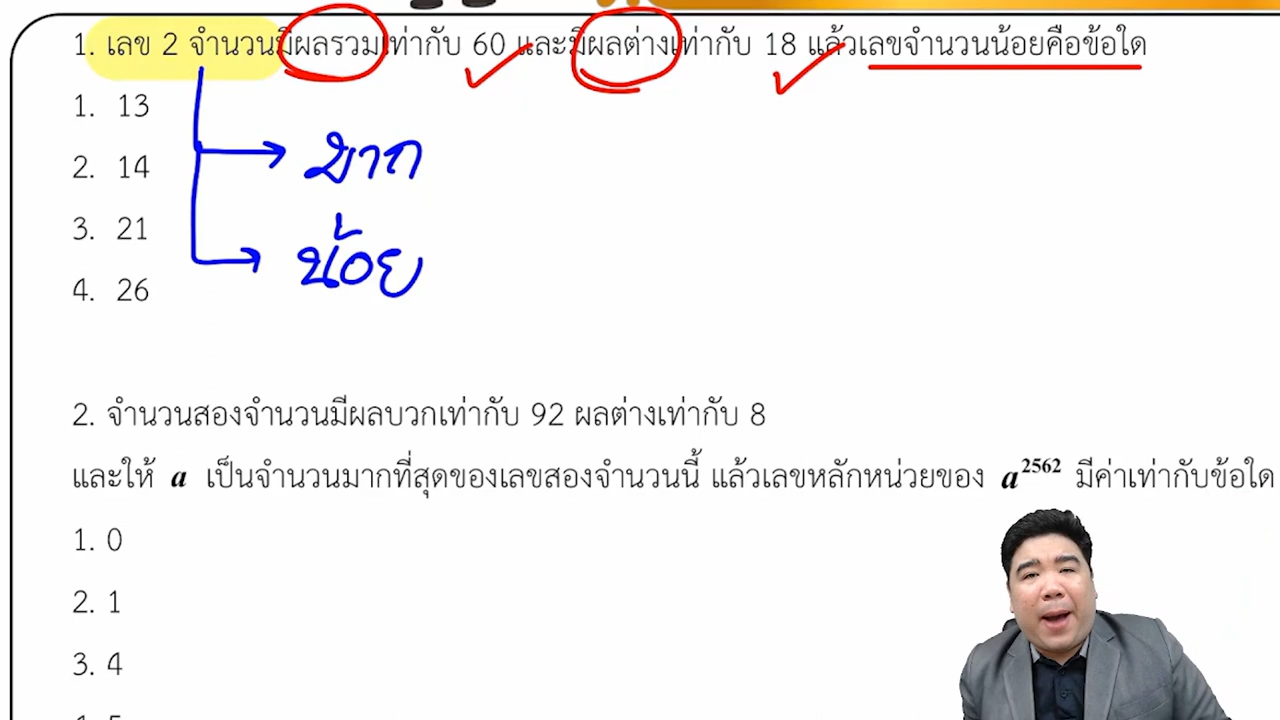 1. เลข 2 จำนวนมีผลรวมเท่ากับ 60 และมีผลต่างเท่ากับ 18 แล้วเลขจำนวนน้อยคือข้อใด
1. 13
2. 14
3. 21
4. 26
มาก
น้อย
2. จำนวนสองจำนวนมีผลบวกเท่ากับ 92 ผลต่างเท่ากับ 8
และให้ a เป็นจำนวนมากที่สุดของเลขสองจำนวนนี้ แล้วเลขหลักหน่วยของ a^2562 มีค่าเท่ากับข้อใด
1. 0
2. 1
3. 4